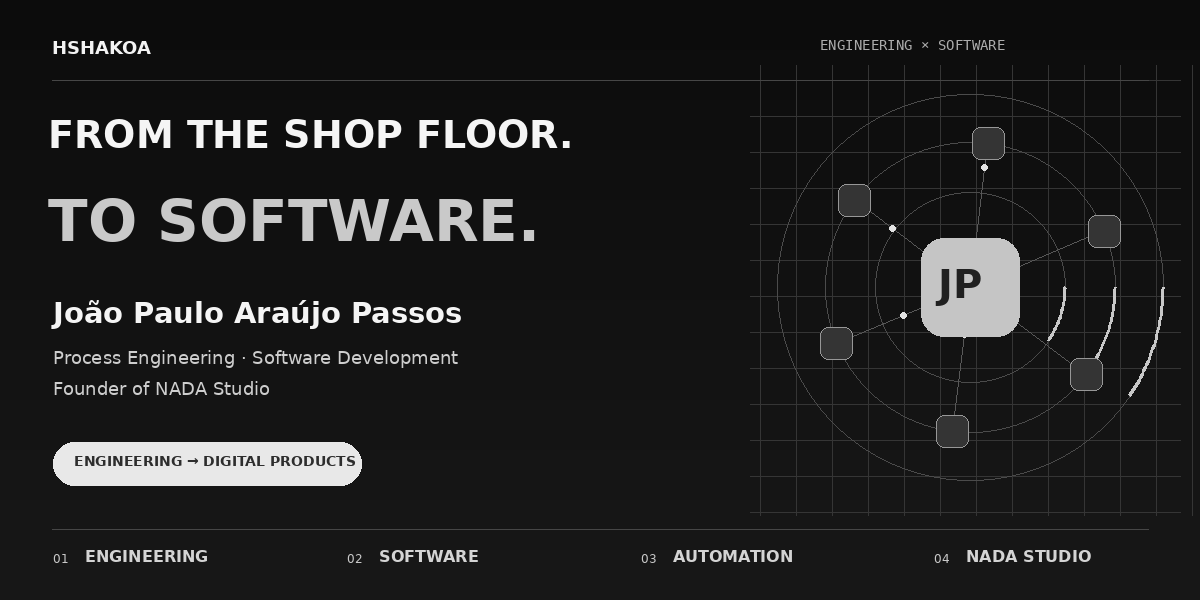 HSHAKOA
ENGINEERING × SOFTWARE
FROM THE SHOP FLOOR.
TO SOFTWARE.
João Paulo Araújo Passos
Process Engineering · Software Development
Founder of NADA Studio
ENGINEERING → DIGITAL PRODUCTS
JP
01 ENGINEERING
02 SOFTWARE
03 AUTOMATION
04 NADA STUDIO